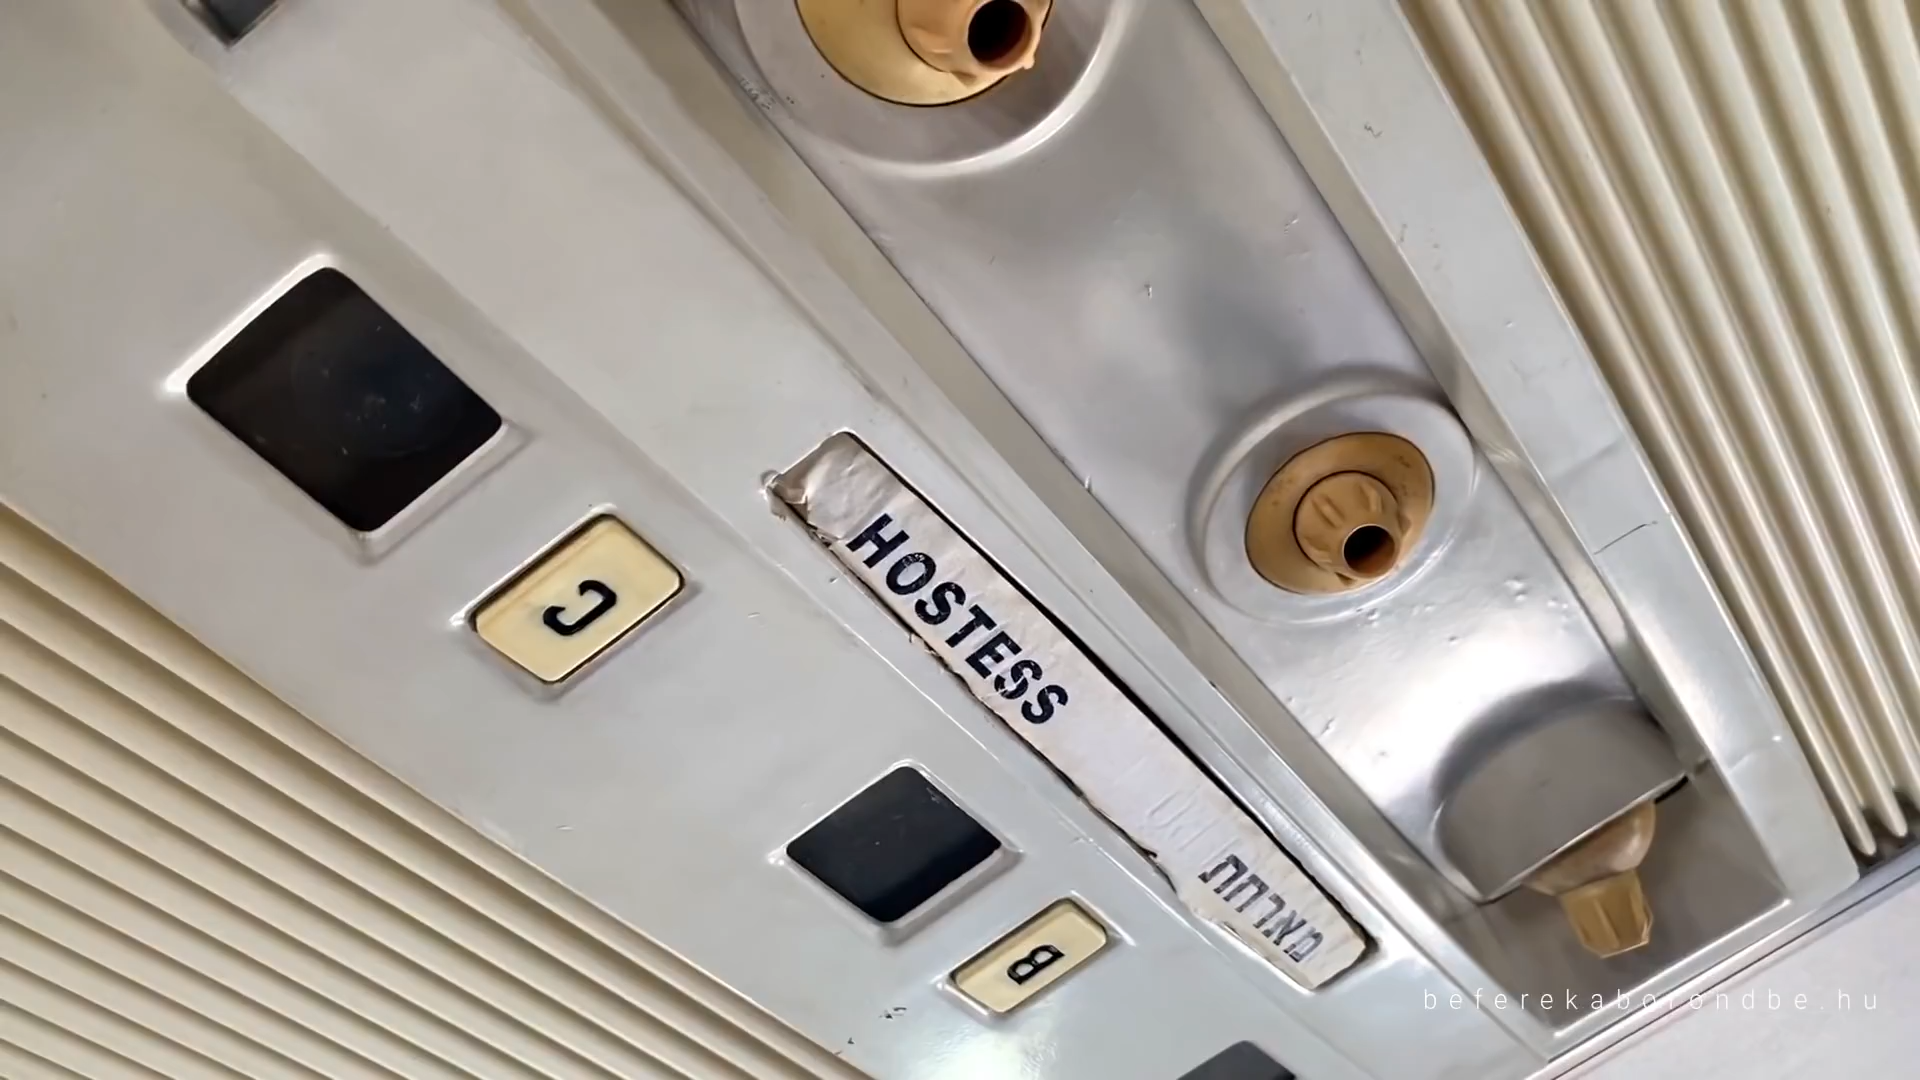 C
HOSTESS מארחת
B
beferekaborondbe.hu